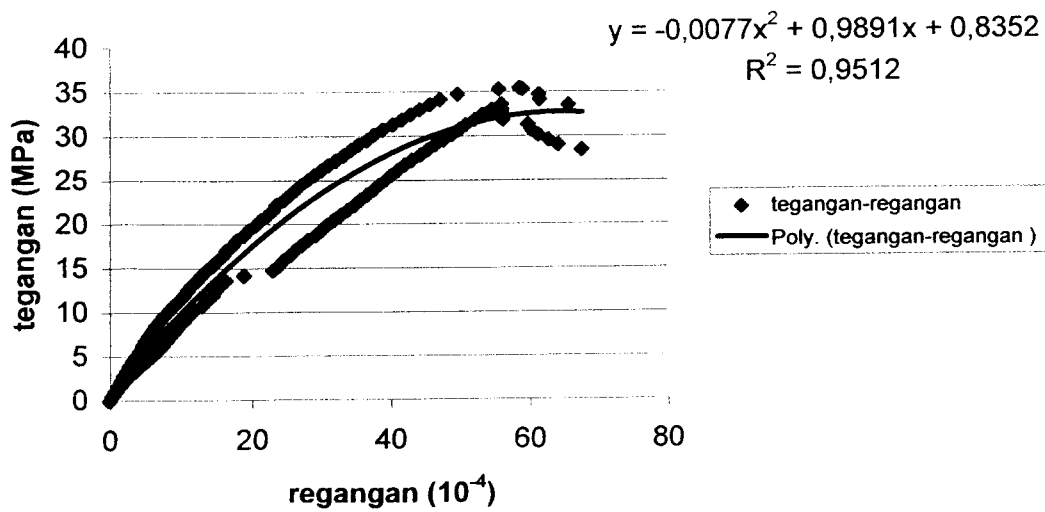 y = -0,0077x² + 0,9891x + 0,8352
R² = 0,9512
40
35
30
25
20
15
10
5
0
tegangan (MPa)
0 20 40 60 80
regangan (10⁻⁴)
tegangan-regangan
Poly. (tegangan-regangan )